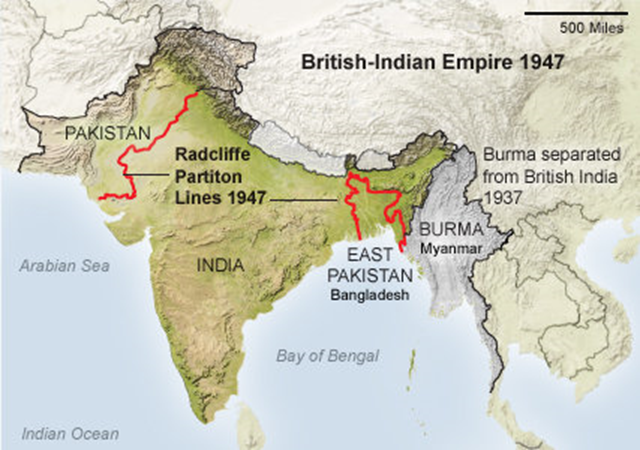 500 Miles
British-Indian Empire 1947
PAKISTAN
Radcliffe
Partiton
Lines 1947
Burma separated
from British India
1937
BURMA
Myanmar
EAST
PAKISTAN
Bangladesh
INDIA
Arabian Sea
Bay of Bengal
Indian Ocean